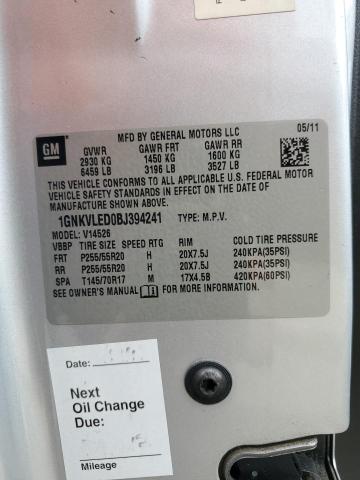 GM
MFD BY GENERAL MOTORS LLC 05/11
GVWR GAWR FRT GAWR RR
2930 KG 1450 KG 1600 KG
6459 LB 3196 LB 3527 LB
THIS VEHICLE CONFORMS TO ALL APPLICABLE U.S. FEDERAL MOTOR
VEHICLE SAFETY STANDARDS IN EFFECT ON THE DATE OF
MANUFACTURE SHOWN ABOVE.
1GNKVLED0BJ394241 TYPE: M.P.V.
MODEL: V14526
VBBP TIRE SIZE SPEED RTG RIM COLD TIRE PRESSURE
FRT P255/55R20 H 20X7.5J 240KPA(35PSI)
RR P255/55R20 H 20X7.5J 240KPA(35PSI)
SPA T145/70R17 M 17X4.5B 420KPA(60PSI)
SEE OWNER'S MANUAL FOR MORE INFORMATION.
Date:
Next
Oil Change
Due:
Mileage